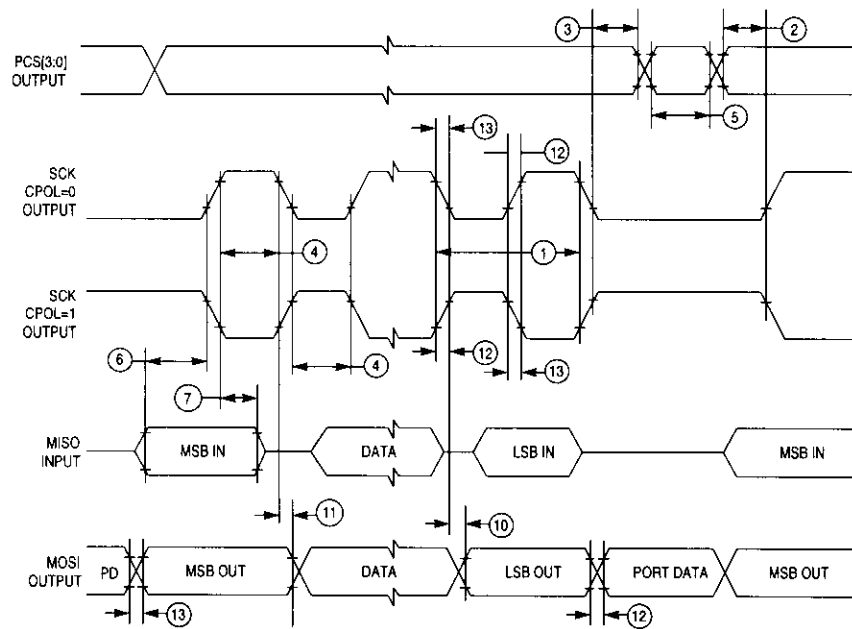 3
2
PCS[3:0]
OUTPUT
5
13
12
SCK
CPOL=0
OUTPUT
4
1
SCK
CPOL=1
OUTPUT
6
4
12
13
7
MISO
INPUT
MSB IN
DATA
LSB IN
MSB IN
11
10
MOSI
OUTPUT
PD
MSB OUT
DATA
LSB OUT
PORT DATA
MSB OUT
13
12